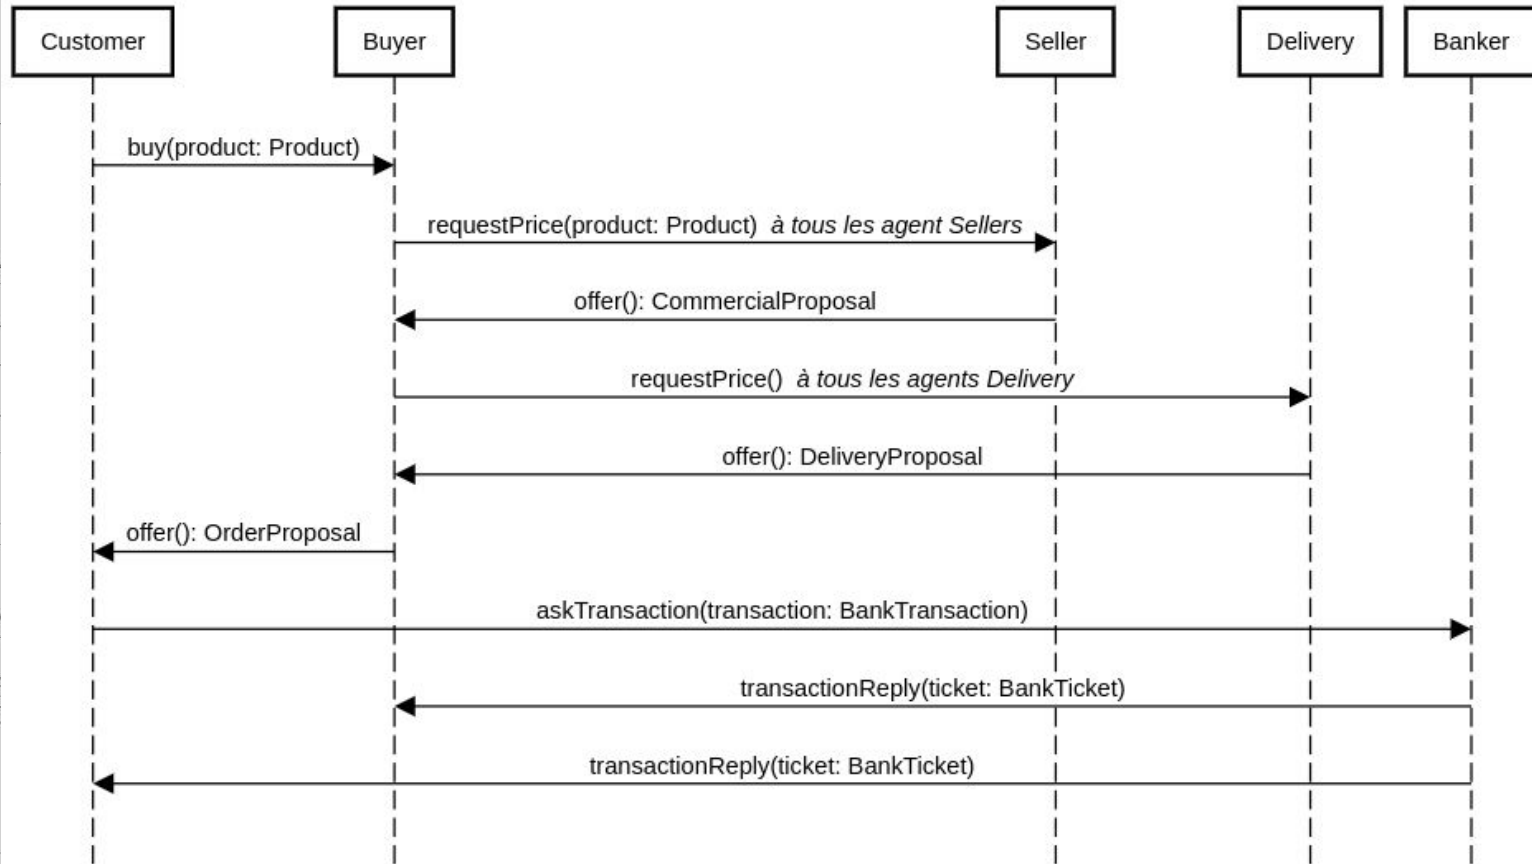 Customer
Buyer
Seller
Delivery
Banker
buy(product: Product)
requestPrice(product: Product) à tous les agent Sellers
offer(): CommercialProposal
requestPrice() à tous les agents Delivery
offer(): DeliveryProposal
offer(): OrderProposal
askTransaction(transaction: BankTransaction)
transactionReply(ticket: BankTicket)
transactionReply(ticket: BankTicket)